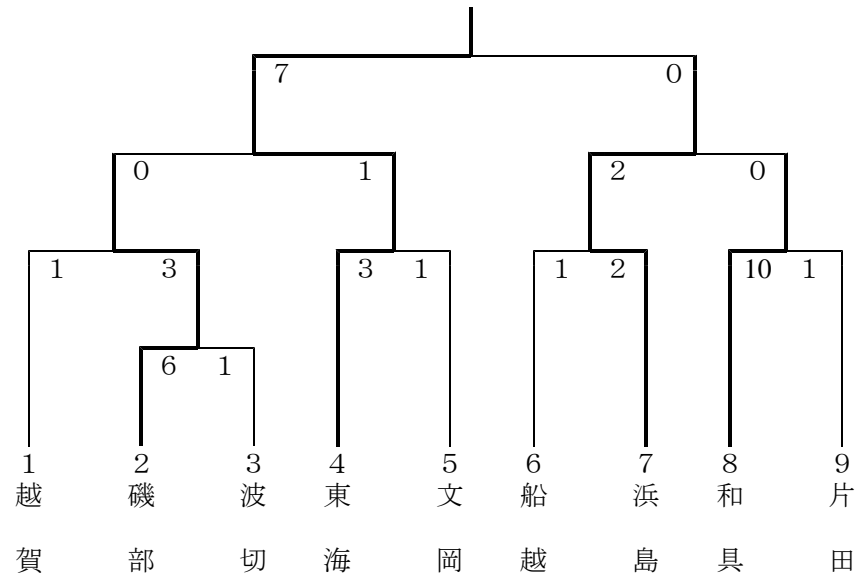 ７ ０
０ １ ２ ０
１ ３ ３ １ １ ２ 10 １
６ １
１ ２ ３ ４ ５ ６ ７ ８ ９
越賀 磯部 波切 東海 文岡 船越 浜島 和具 片田